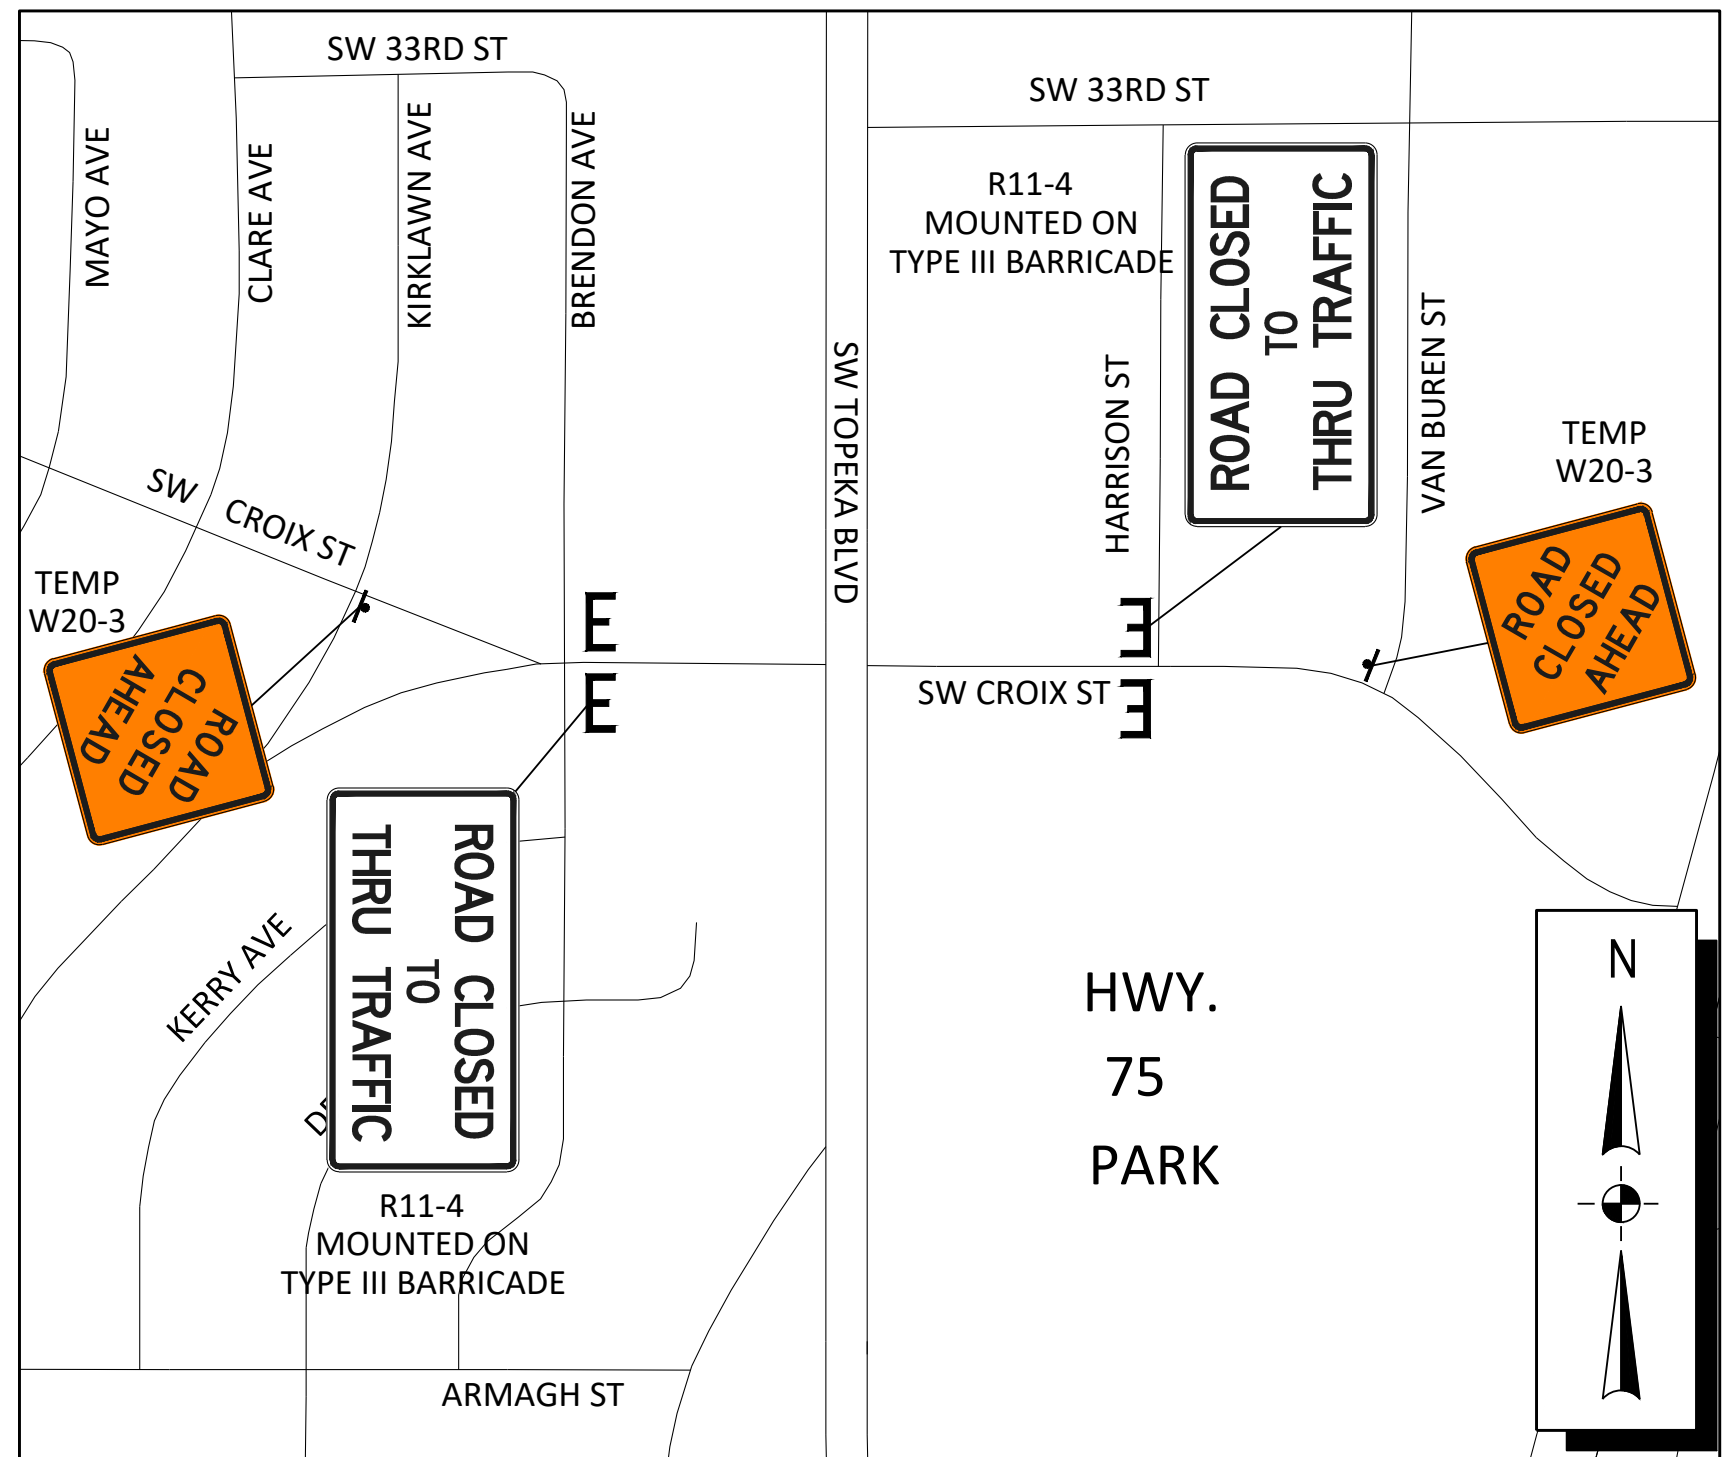 SW 33RD ST
SW 33RD ST
MAYO AVE
CLARE AVE
KIRKLAWN AVE
BRENDON AVE
R11-4
MOUNTED ON
TYPE III BARRICADE
ROAD CLOSED
TO
THRU TRAFFIC
SW TOPEKA BLVD
HARRISON ST
VAN BUREN ST
TEMP
W20-3
ROAD
CLOSED
AHEAD
SW CROIX ST
TEMP
W20-3
ROAD
CLOSED
AHEAD
SW CROIX ST
ROAD CLOSED
TO
THRU TRAFFIC
KERRY AVE
R11-4
MOUNTED ON
TYPE III BARRICADE
HWY.
75
PARK
N
ARMAGH ST